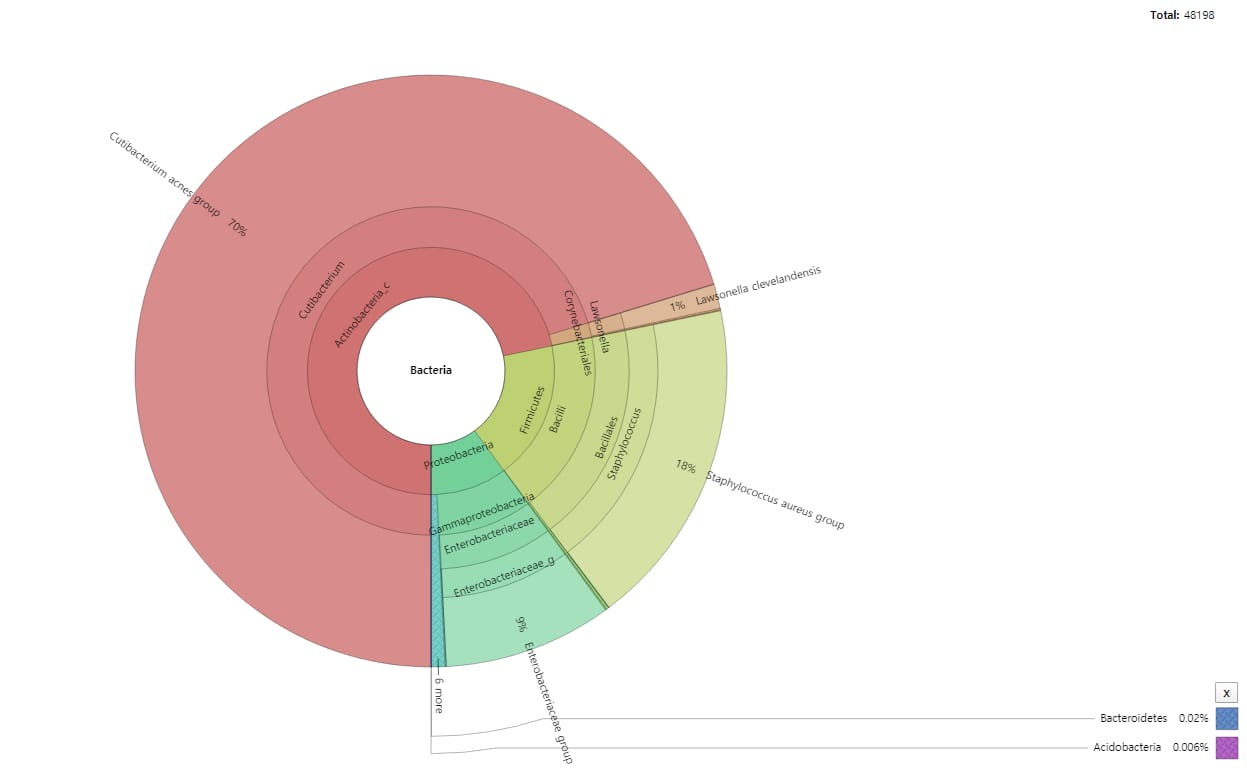 Total: 48198
Cutibacterium acnes group 70%
Cutibacterium
Actinobacteria_c
Corynebacteriales
Lawsonella
1% Lawsonella clevelandensis
Bacteria
Firmicutes
Bacilli
Bacillales
Staphylococcus
18% Staphylococcus aureus group
Proteobacteria
Gammaproteobacteria
Enterobacteriaceae
Enterobacteriaceae_g
9% Enterobacteriaceae group
6 more
x
Bacteroidetes 0.02%
Acidobacteria 0.006%